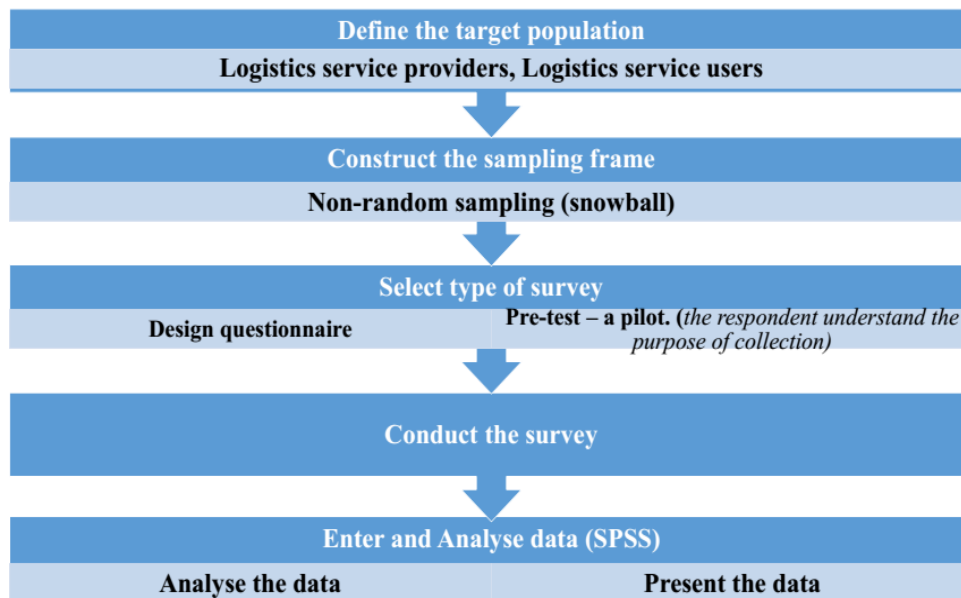 Define the target population
Logistics service providers, Logistics service users
Construct the sampling frame
Non-random sampling (snowball)
Select type of survey
Design questionnaire
Pre-test – a pilot. (the respondent understand the
purpose of collection)
Conduct the survey
Enter and Analyse data (SPSS)
Analyse the data
Present the data